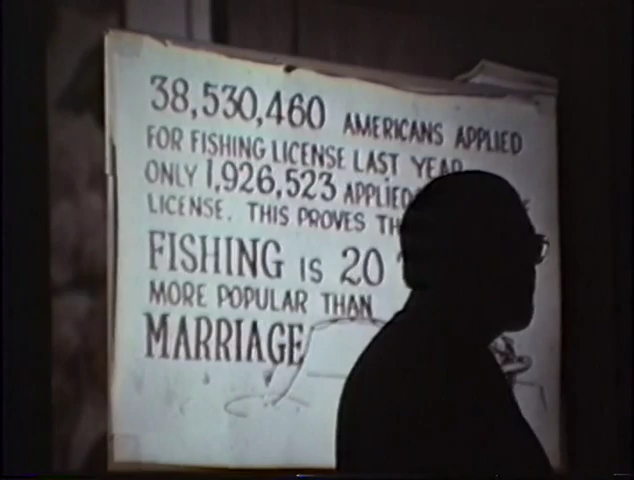 38,530,460 AMERICANS APPLIED
FOR FISHING LICENSE LAST YEAR
ONLY 1,926,523 APPLIED
LICENSE. THIS PROVES
FISHING IS 20
MORE POPULAR THAN
MARRIAGE